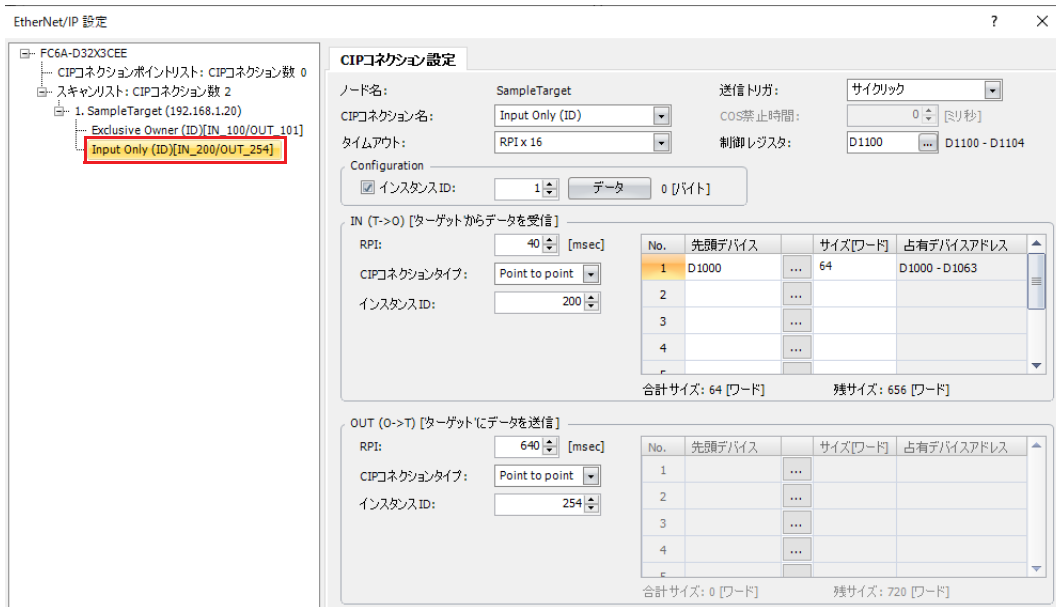 EtherNet/IP 設定 ? ×
FC6A-D32X3CEE
CIPコネクションポイントリスト: CIPコネクション数 0
スキャンリスト: CIPコネクション数 2
1. SampleTarget (192.168.1.20)
Exclusive Owner (ID)[IN_100/OUT_101]
Input Only (ID)[IN_200/OUT_254]
CIPコネクション設定
ノード名: SampleTarget 送信トリガ: サイクリック
CIPコネクション名: Input Only (ID) COS禁止時間: 0 [ミリ秒]
タイムアウト: RPI x 16 制御レジスタ: D1100 ... D1100 - D1104
Configuration
インスタンスID: 1 データ 0 [バイト]
IN (T->O) ['ターゲット'からデータを受信]
RPI: 40 [msec]
CIPコネクションタイプ: Point to point
インスタンスID: 200
No. 先頭デバイス サイズ[ワード] 占有デバイスアドレス
1 D1000 ... 64 D1000 - D1063
2 ...
3 ...
4 ...
合計サイズ: 64 [ワード] 残サイズ: 656 [ワード]
OUT (O->T) ['ターゲット'にデータを送信]
RPI: 640 [msec]
CIPコネクションタイプ: Point to point
インスタンスID: 254
No. 先頭デバイス サイズ[ワード] 占有デバイスアドレス
1 ...
2 ...
3 ...
4 ...
合計サイズ: 0 [ワード] 残サイズ: 720 [ワード]